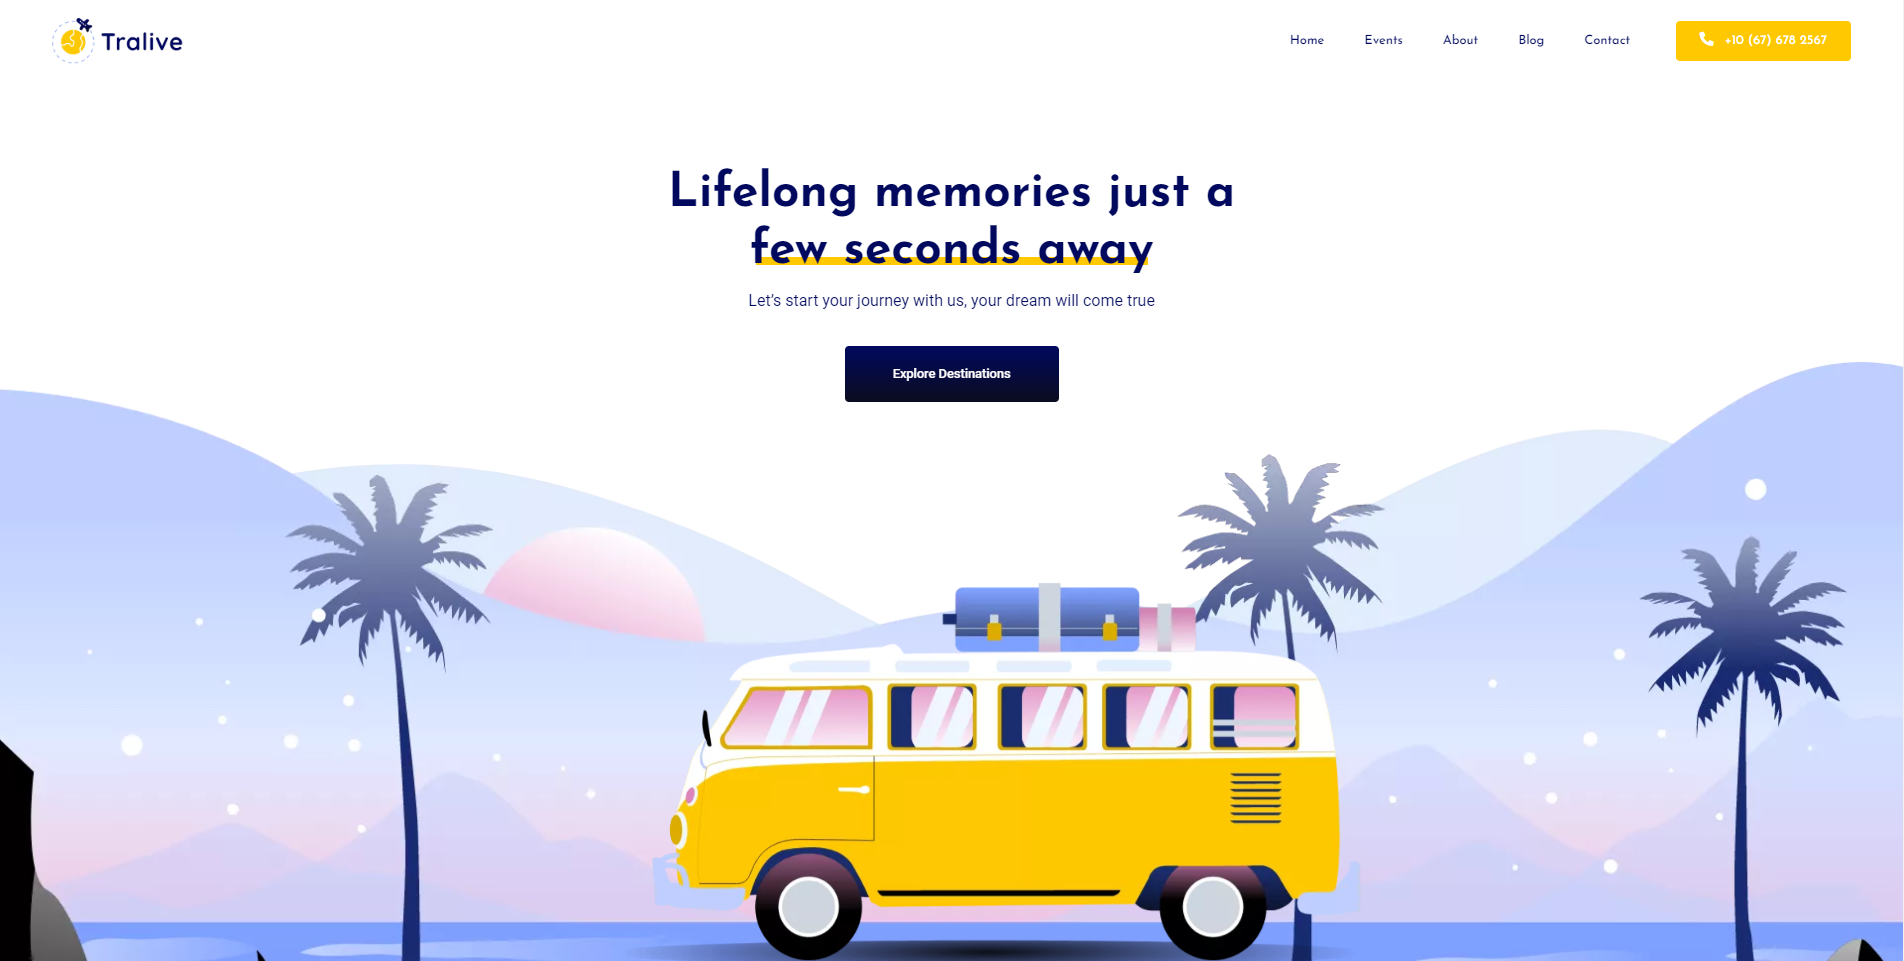 Tralive
Home Events About Blog Contact +10 (67) 678 2567
Lifelong memories just a
few seconds away
Let’s start your journey with us, your dream will come true
Explore Destinations